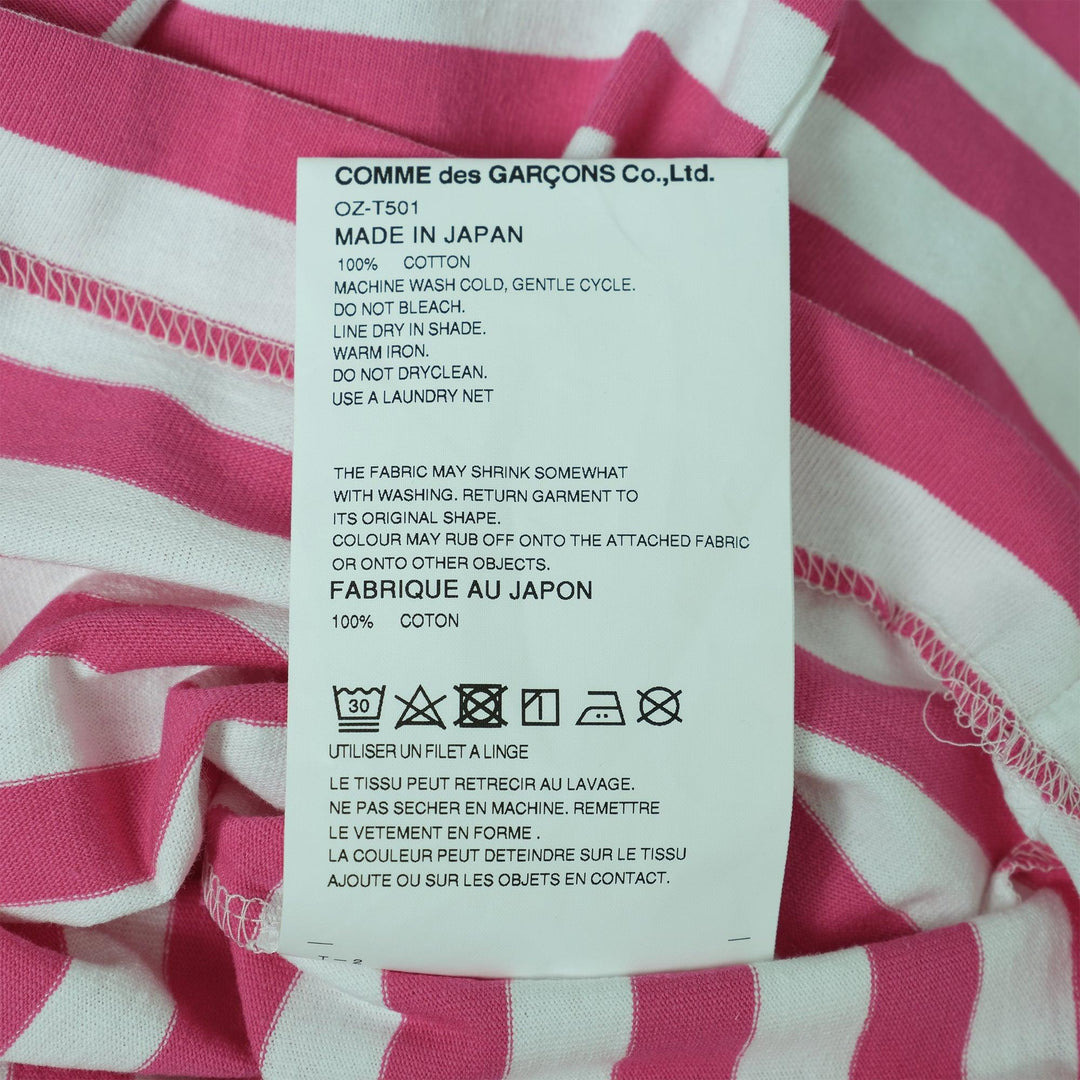 COMME des GARÇONS Co.,Ltd.
OZ-T501
MADE IN JAPAN
100% COTTON
MACHINE WASH COLD, GENTLE CYCLE.
DO NOT BLEACH.
LINE DRY IN SHADE.
WARM IRON.
DO NOT DRYCLEAN.
USE A LAUNDRY NET
THE FABRIC MAY SHRINK SOMEWHAT
WITH WASHING. RETURN GARMENT TO
ITS ORIGINAL SHAPE.
COLOUR MAY RUB OFF ONTO THE ATTACHED FABRIC
OR ONTO OTHER OBJECTS.
FABRIQUE AU JAPON
100% COTON
30
UTILISER UN FILET A LINGE
LE TISSU PEUT RETRECIR AU LAVAGE.
NE PAS SECHER EN MACHINE. REMETTRE
LE VETEMENT EN FORME .
LA COULEUR PEUT DETEINDRE SUR LE TISSU
AJOUTE OU SUR LES OBJETS EN CONTACT.
T-2